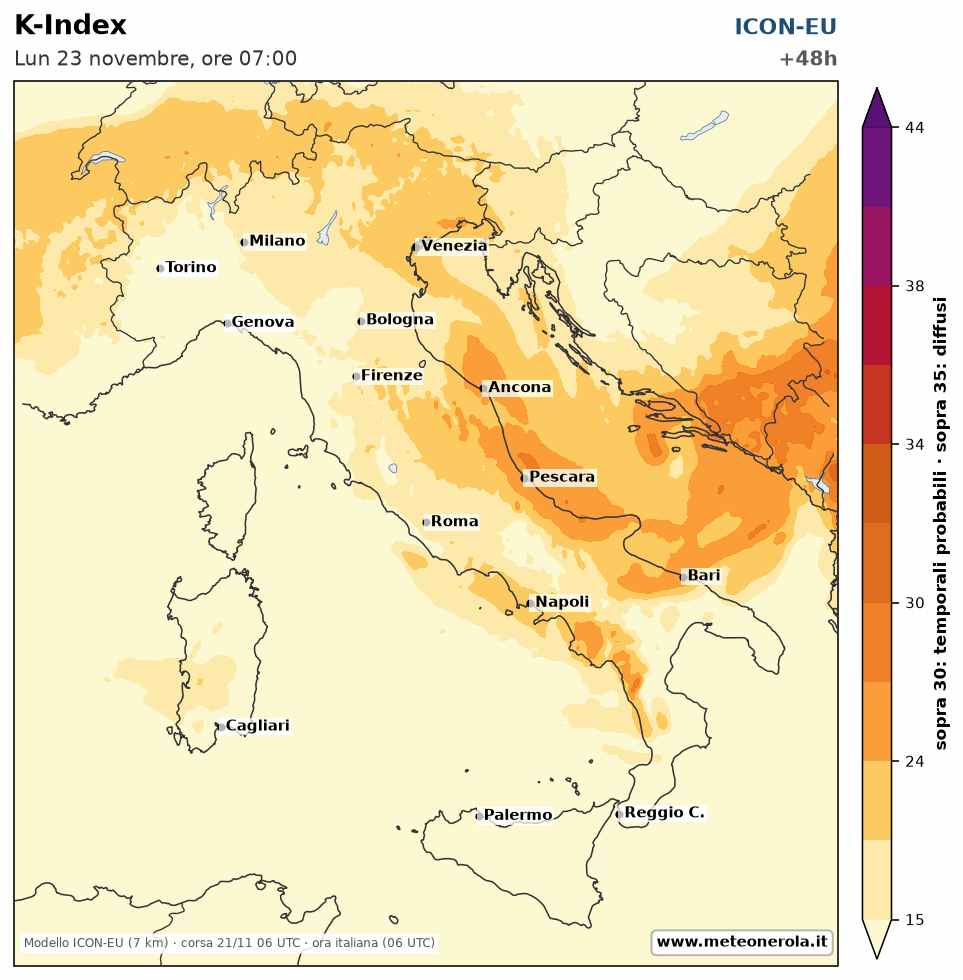 K-Index
ICON-EU
Lun 23 novembre, ore 07:00
+48h
Milano
Venezia
Torino
Genova
Bologna
Firenze
Ancona
Pescara
Roma
Bari
Napoli
Cagliari
Palermo
Reggio C.
44
38
34
30
24
15
sopra 30: temporali probabili · sopra 35: diffusi
Modello ICON-EU (7 km) · corsa 21/11 06 UTC · ora italiana (06 UTC)
www.meteonerola.it